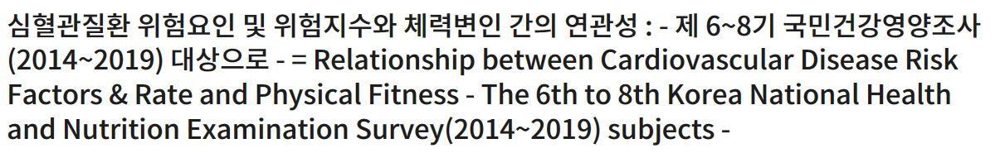 심혈관질환 위험요인 및 위험지수와 체력변인 간의 연관성 : - 제 6~8기 국민건강영양조사
(2014~2019) 대상으로 - = Relationship between Cardiovascular Disease Risk
Factors & Rate and Physical Fitness - The 6th to 8th Korea National Health
and Nutrition Examination Survey(2014~2019) subjects -